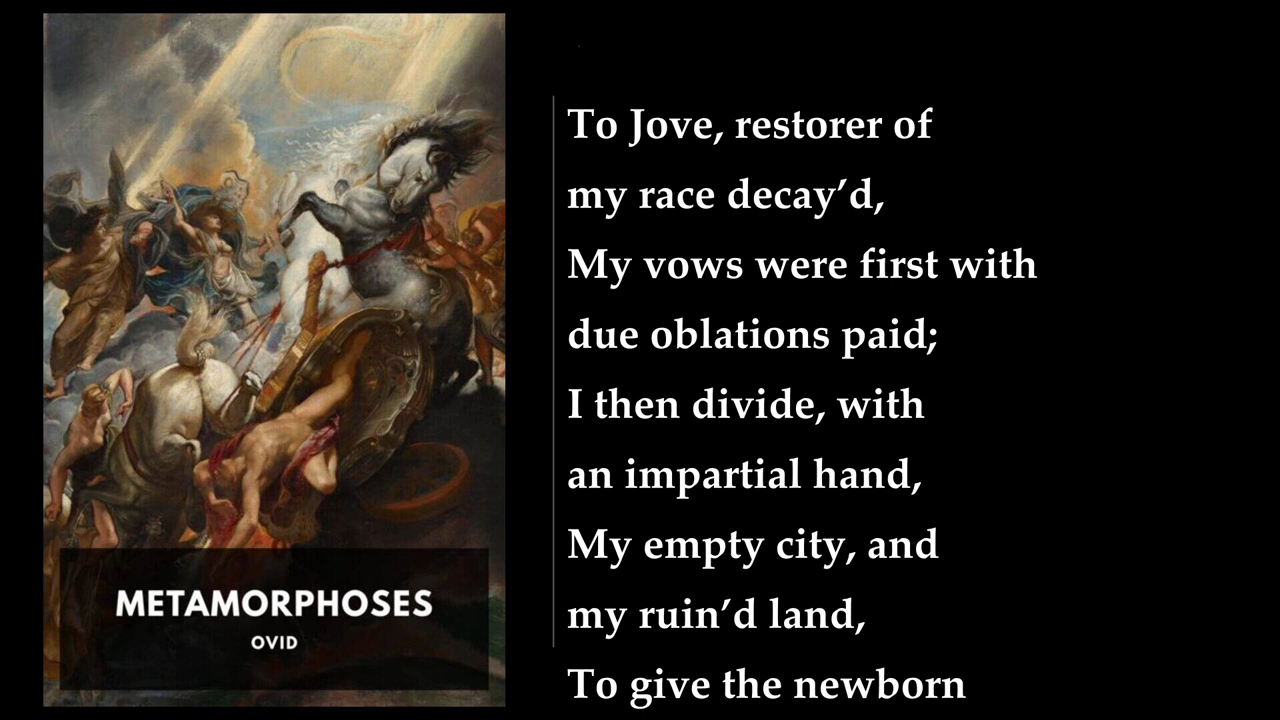 METAMORPHOSES
OVID
To Jove, restorer of
my race decay’d,
My vows were first with
due oblations paid;
I then divide, with
an impartial hand,
My empty city, and
my ruin’d land,
To give the newborn